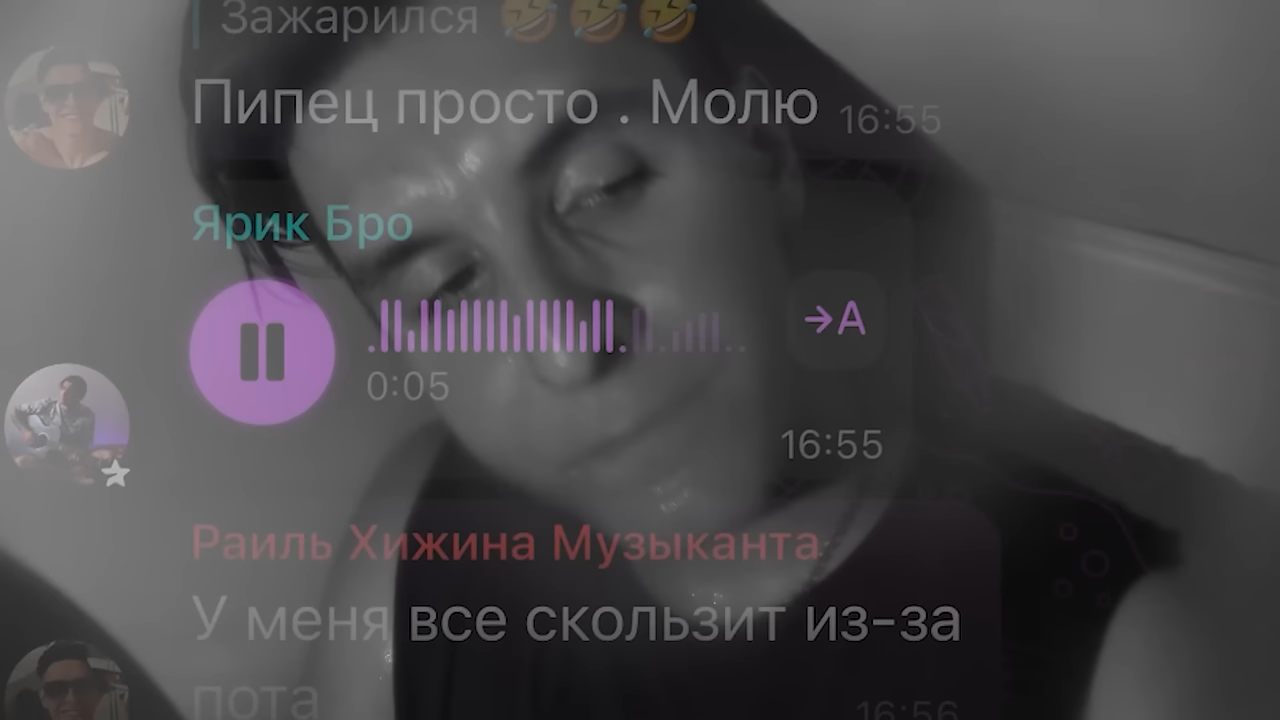 Зажарился 🤣🤣🤣
Пипец просто . Молю 16:55
Ярик Бро
→A
0:05
16:55
Раиль Хижина Музыканта
У меня все скользит из-за
пота 16:56